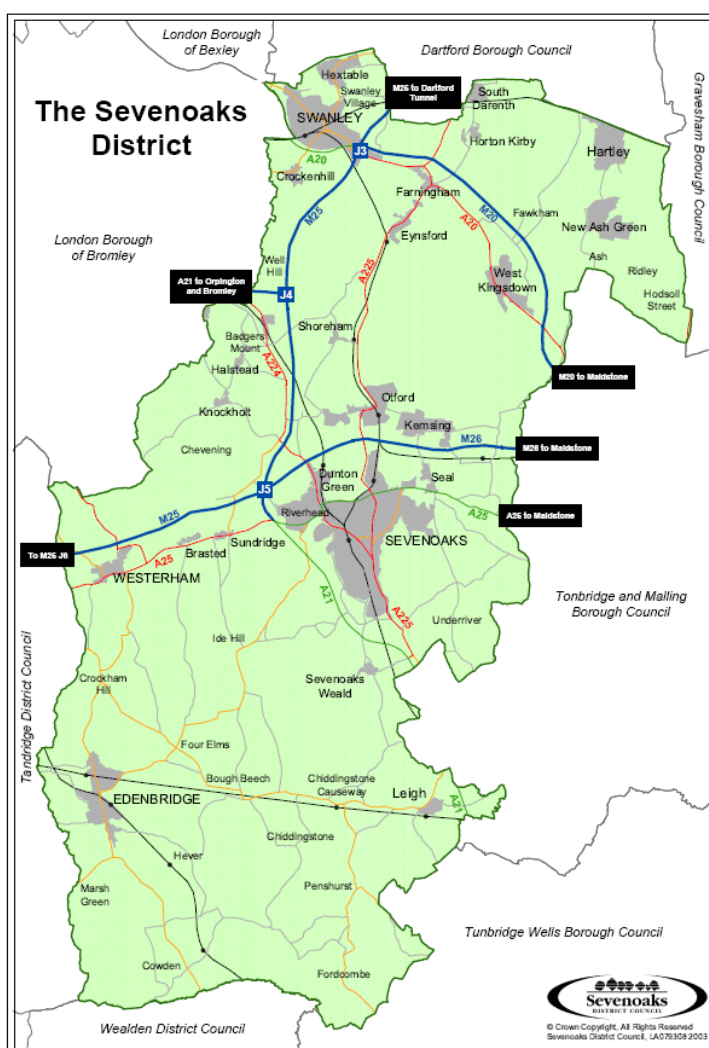 London Borough
of Bexley
Dartford Borough Council
Gravesham Borough Council
The Sevenoaks
District
Hextable
Swanley
Village
SWANLEY
M25 to Dartford
Tunnel
South
Darenth
J3
A20
Horton Kirby
Hartley
Crockenhill
Farningham
M25
M20
A20
Fawkham
London Borough
of Bromley
Eynsford
New Ash Green
Well
Hill
A225
Ash
Ridley
A21 to Orpington
and Bromley
J4
West
Kingsdown
Hodsoll
Street
Shoreham
Badgers
Mount
A224
Halstead
M20 to Maidstone
Otford
Knockholt
Kemsing
M26
M26 to Maidstone
Chevening
Dunton
Green
Seal
J5
Riverhead
A25
A25 to Maidstone
M25
SEVENOAKS
Sundridge
To M25 J6
Brasted
A25
WESTERHAM
A21
A225
Tonbridge and Malling
Borough Council
Underriver
Ide Hill
Tandridge District Council
Crockham
Hill
Sevenoaks
Weald
Four Elms
Bough Beech
Chiddingstone
Causeway
Leigh
A21
EDENBRIDGE
Chiddingstone
Hever
Marsh
Green
Penshurst
Tunbridge Wells Borough Council
Cowden
Fordcombe
Wealden District Council
Sevenoaks
DISTRICT COUNCIL
© Crown Copyright, All Rights Reserved
Sevenoaks District Council, LA079308 2003